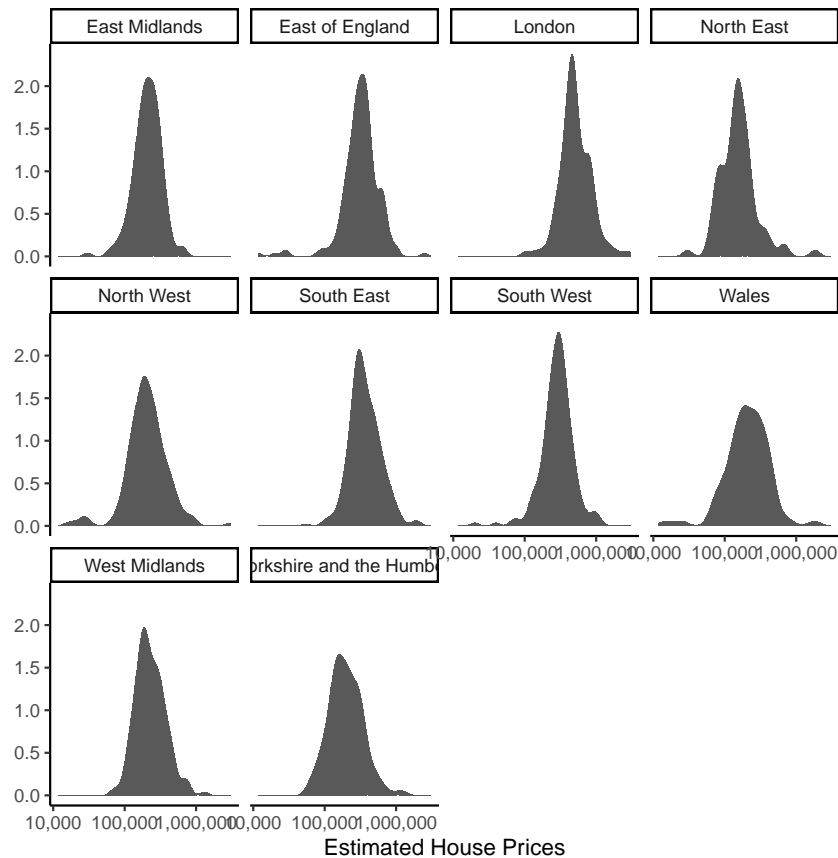 East Midlands East of England London North East
2.0
1.5
1.0
0.5
0.0
North West South East South West Wales
2.0
1.5
1.0
0.5
0.0
10,000 100,000 1,000,000 10,000 100,000 1,000,000
West Midlands orkshire and the Humb
2.0
1.5
1.0
0.5
0.0
10,000 100,000 1,000,000 10,000 100,000 1,000,000
Estimated House Prices